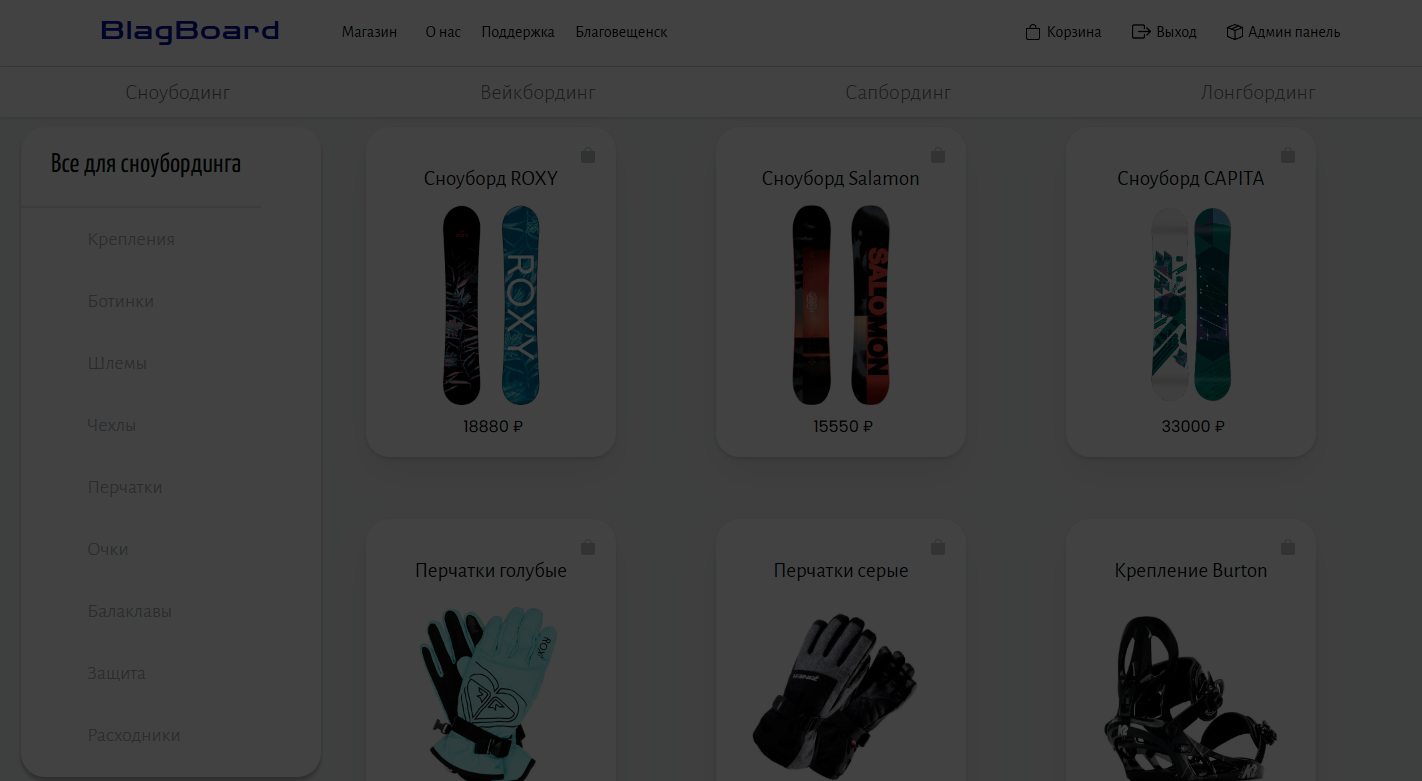 BlagBoard Магазин О нас Поддержка Благовещенск Корзина Выход Админ панель
Сноубодинг Вейкбординг Сапбординг Лонгбординг
Все для сноубординга
Крепления
Ботинки
Шлемы
Чехлы
Перчатки
Очки
Балаклавы
Защита
Расходники
Сноуборд ROXY
ROXY
18880 ₽
Сноуборд Salamon
SALOMON
15550 ₽
Сноуборд CAPITA
33000 ₽
Перчатки голубые
ROXY
Перчатки серые
Крепление Burton